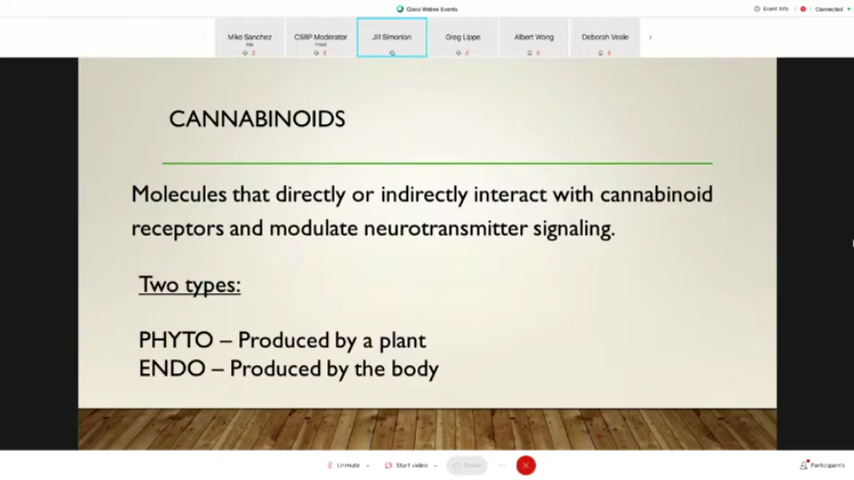 Cisco Webex Events
Event Info
Connected
Mike Sanchez
Me
CSBP Moderator
Host
Jill Simonian
Greg Lippe
Albert Wong
Deborah Veale
CANNABINOIDS
Molecules that directly or indirectly interact with cannabinoid
receptors and modulate neurotransmitter signaling.
Two types:
PHYTO – Produced by a plant
ENDO – Produced by the body
Unmute
Start video
Share
Participants